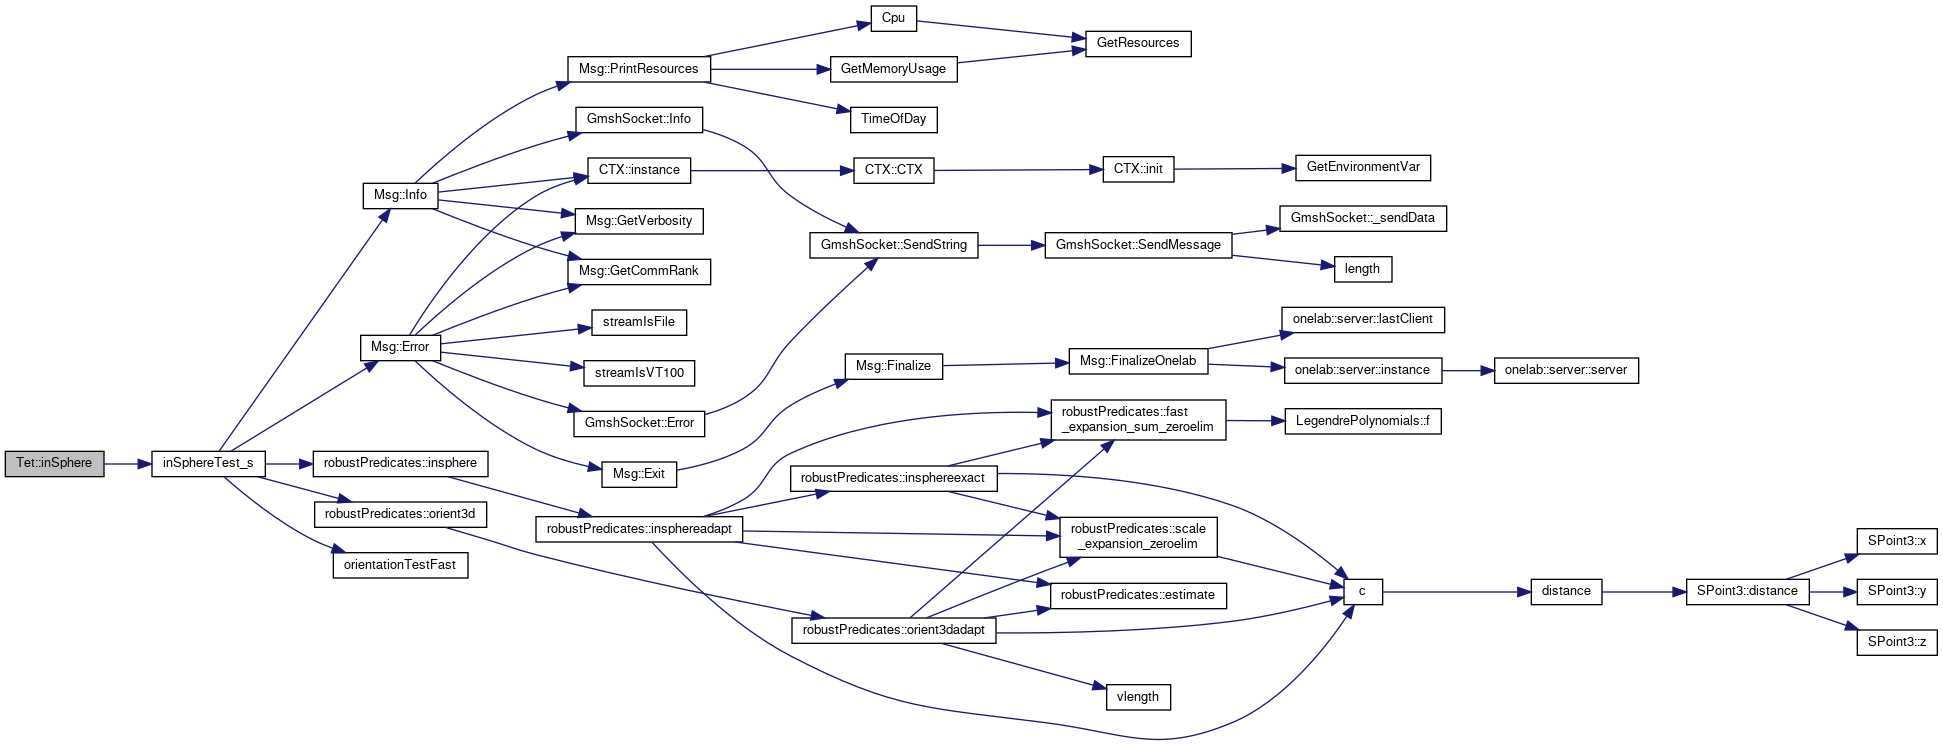 Tet::inSphere
inSphereTest_s
Msg::Info
Msg::PrintResources
Cpu
GetResources
GetMemoryUsage
TimeOfDay
GmshSocket::Info
CTX::instance
CTX::CTX
CTX::init
GetEnvironmentVar
Msg::GetVerbosity
Msg::GetCommRank
GmshSocket::SendString
GmshSocket::SendMessage
GmshSocket::_sendData
length
Msg::Error
streamIsFile
streamIsVT100
GmshSocket::Error
Msg::Exit
Msg::Finalize
Msg::FinalizeOnelab
onelab::server::lastClient
onelab::server::instance
onelab::server::server
robustPredicates::insphere
robustPredicates::orient3d
orientationTestFast
robustPredicates::insphereadapt
robustPredicates::insphereexact
robustPredicates::orient3dadapt
robustPredicates::fast
_expansion_sum_zeroelim
LegendrePolynomials::f
robustPredicates::scale
_expansion_zeroelim
robustPredicates::estimate
vlength
c
distance
SPoint3::distance
SPoint3::x
SPoint3::y
SPoint3::z